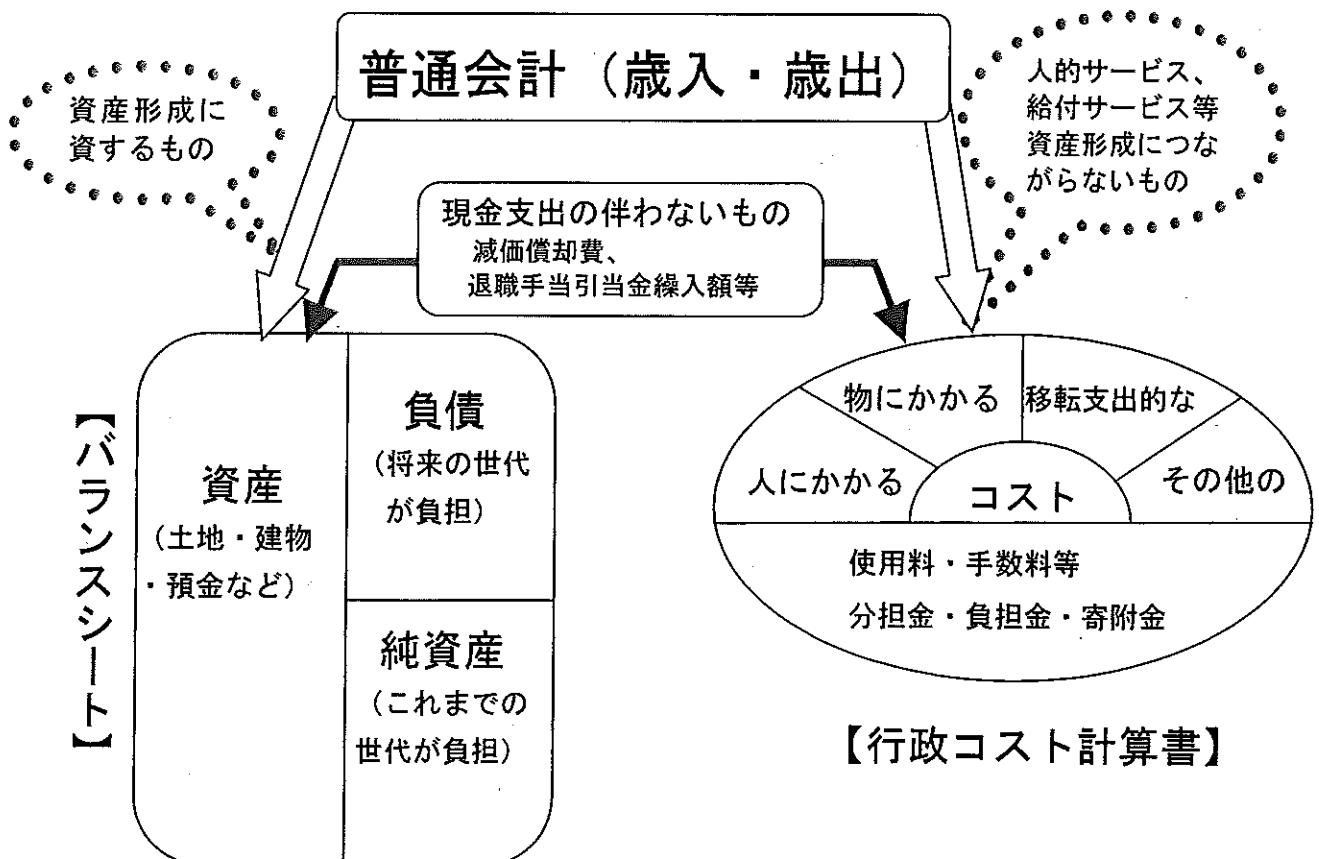 普通会計（歳入・歳出）
資産形成に
資するもの
人的サービス、
給付サービス等
資産形成につな
がらないもの
現金支出の伴わないもの
減価償却費、
退職手当引当金繰入額等
【バランスシート】
資産
（土地・建物
・預金など）
負債
（将来の世代
が負担）
純資産
（これまでの
世代が負担）
物にかかる
移転支出的な
人にかかる
コスト
その他の
使用料・手数料等
分担金・負担金・寄附金
【行政コスト計算書】